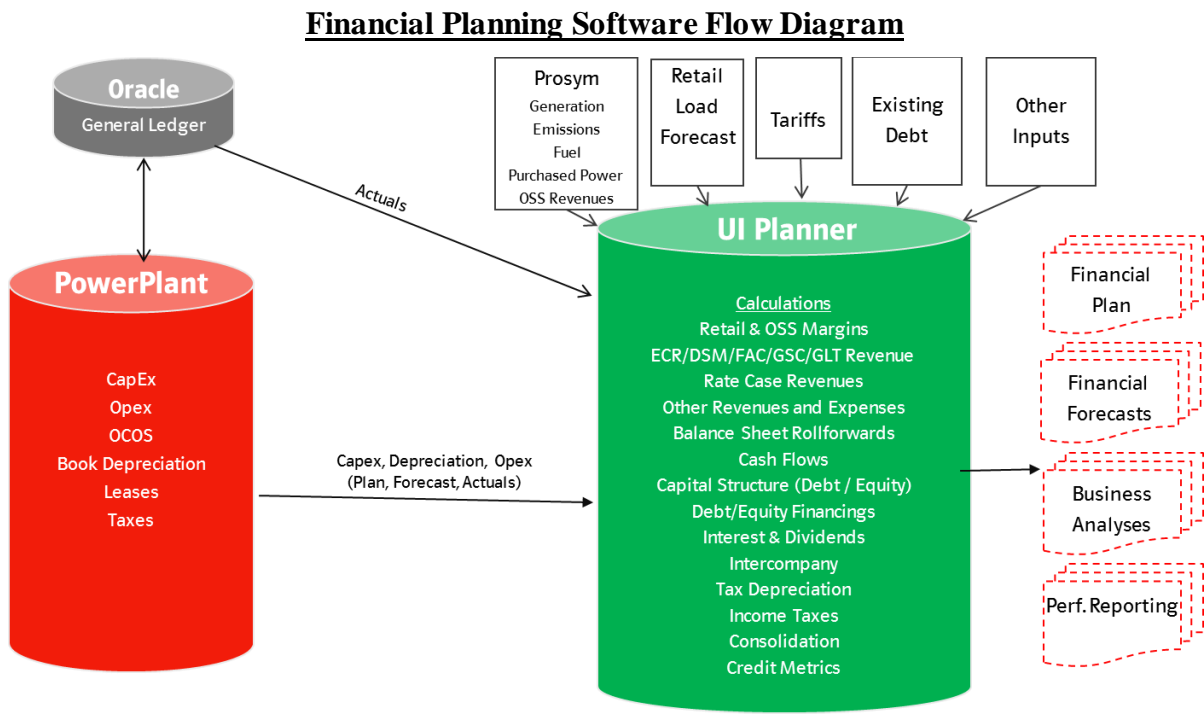 Financial Planning Software Flow Diagram
Oracle
General Ledger
Actuals
PowerPlant
CapEx
Opex
OCOS
Book Depreciation
Leases
Taxes
Capex, Depreciation, Opex
(Plan, Forecast, Actuals)
Prosym
Generation
Emissions
Fuel
Purchased Power
OSS Revenues
Retail
Load
Forecast
Tariffs
Existing
Debt
Other
Inputs
UI Planner
Calculations
Retail & OSS Margins
ECR/DSM/FAC/GSC/GLT Revenue
Rate Case Revenues
Other Revenues and Expenses
Balance Sheet Rollforwards
Cash Flows
Capital Structure (Debt / Equity)
Debt/Equity Financings
Interest & Dividends
Intercompany
Tax Depreciation
Income Taxes
Consolidation
Credit Metrics
Financial
Plan
Financial
Forecasts
Business
Analyses
Perf. Reporting